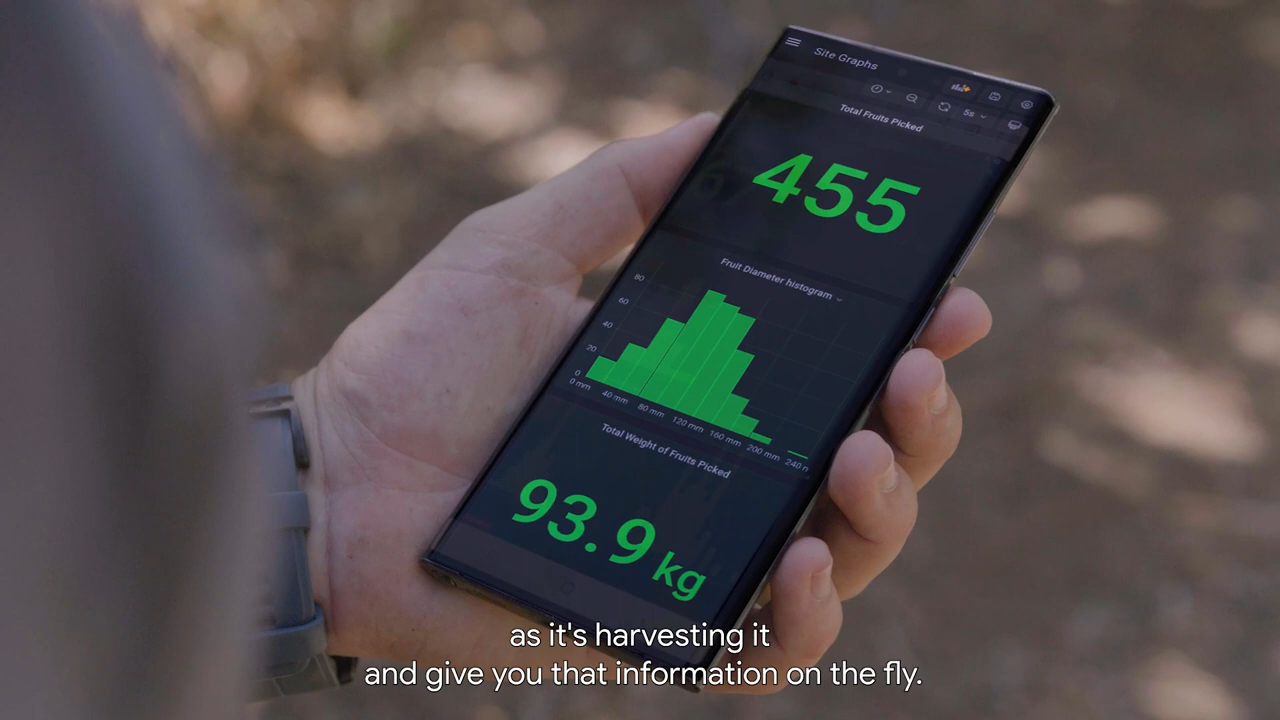 Site Graphs
5s
Total Fruits Picked
455
Fruit Diameter histogram
80
60
40
20
0
0 mm 40 mm 80 mm 120 mm 160 mm 200 mm 240 n
Total Weight of Fruits Picked
93.9 kg
as it's harvesting it
and give you that information on the fly.